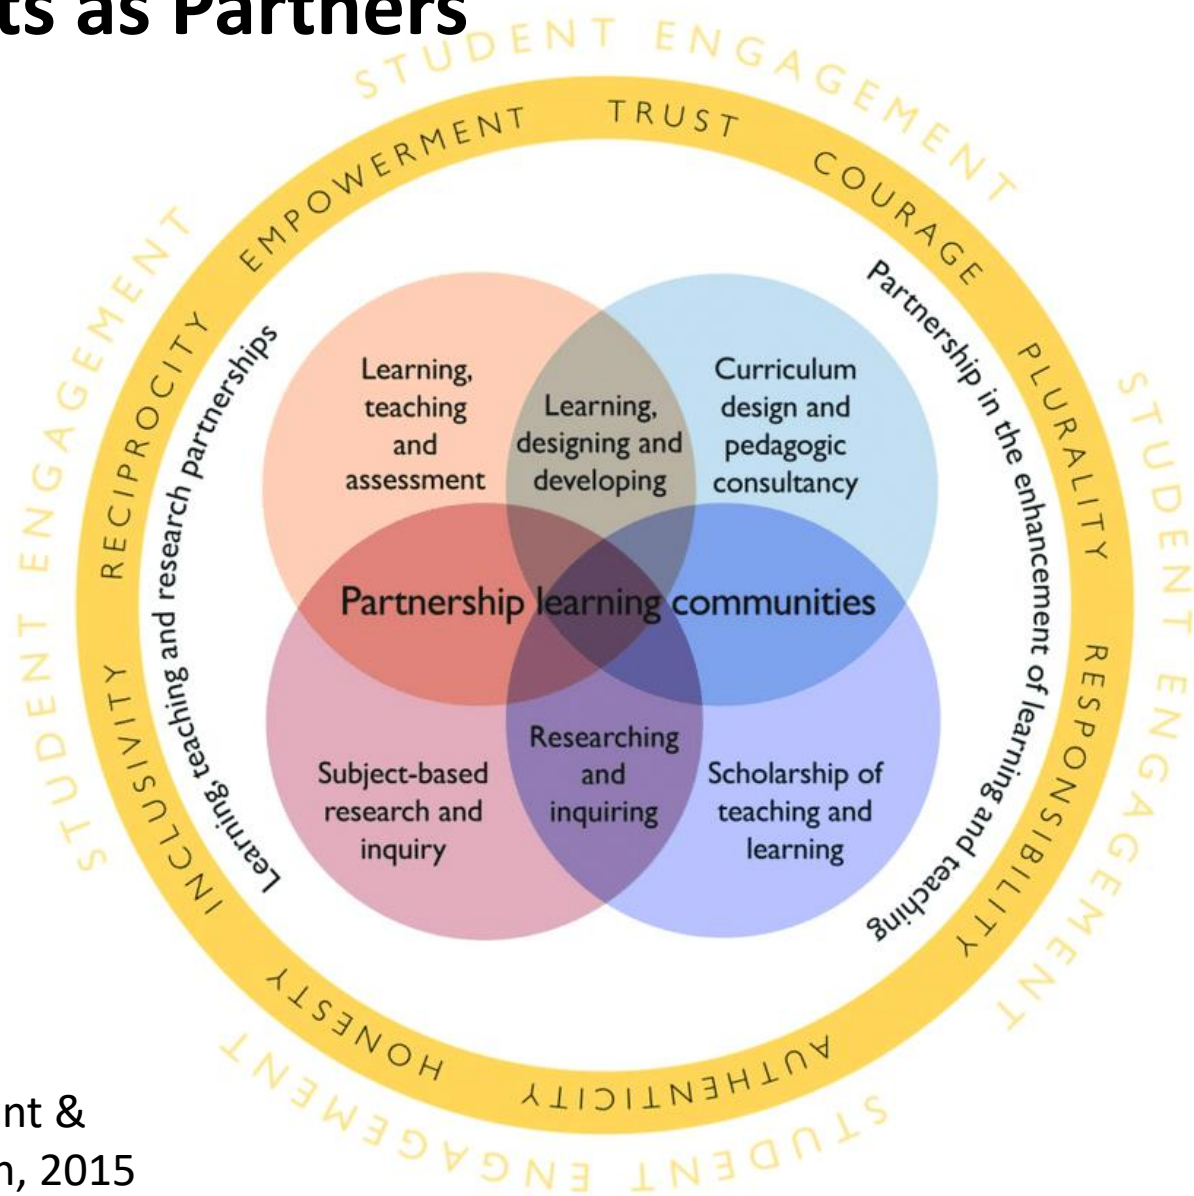 ts as Partners
STUDENT ENGAGEMENT
STUDENT ENGAGEMENT
STUDENT ENGAGEMENT
STUDENT ENGAGEMENT
EMPOWERMENT
TRUST
COURAGE
PLURALITY
RESPONSIBILITY
AUTHENTICITY
HONESTY
INCLUSIVITY
RECIPROCITY
Learning, teaching and research partnerships
Partnership in the enhancement of learning and teaching
Learning,
teaching
and
assessment
Learning,
designing and
developing
Curriculum
design and
pedagogic
consultancy
Partnership learning communities
Subject-based
research and
inquiry
Researching
and
inquiring
Scholarship of
teaching and
learning
nt &
n, 2015